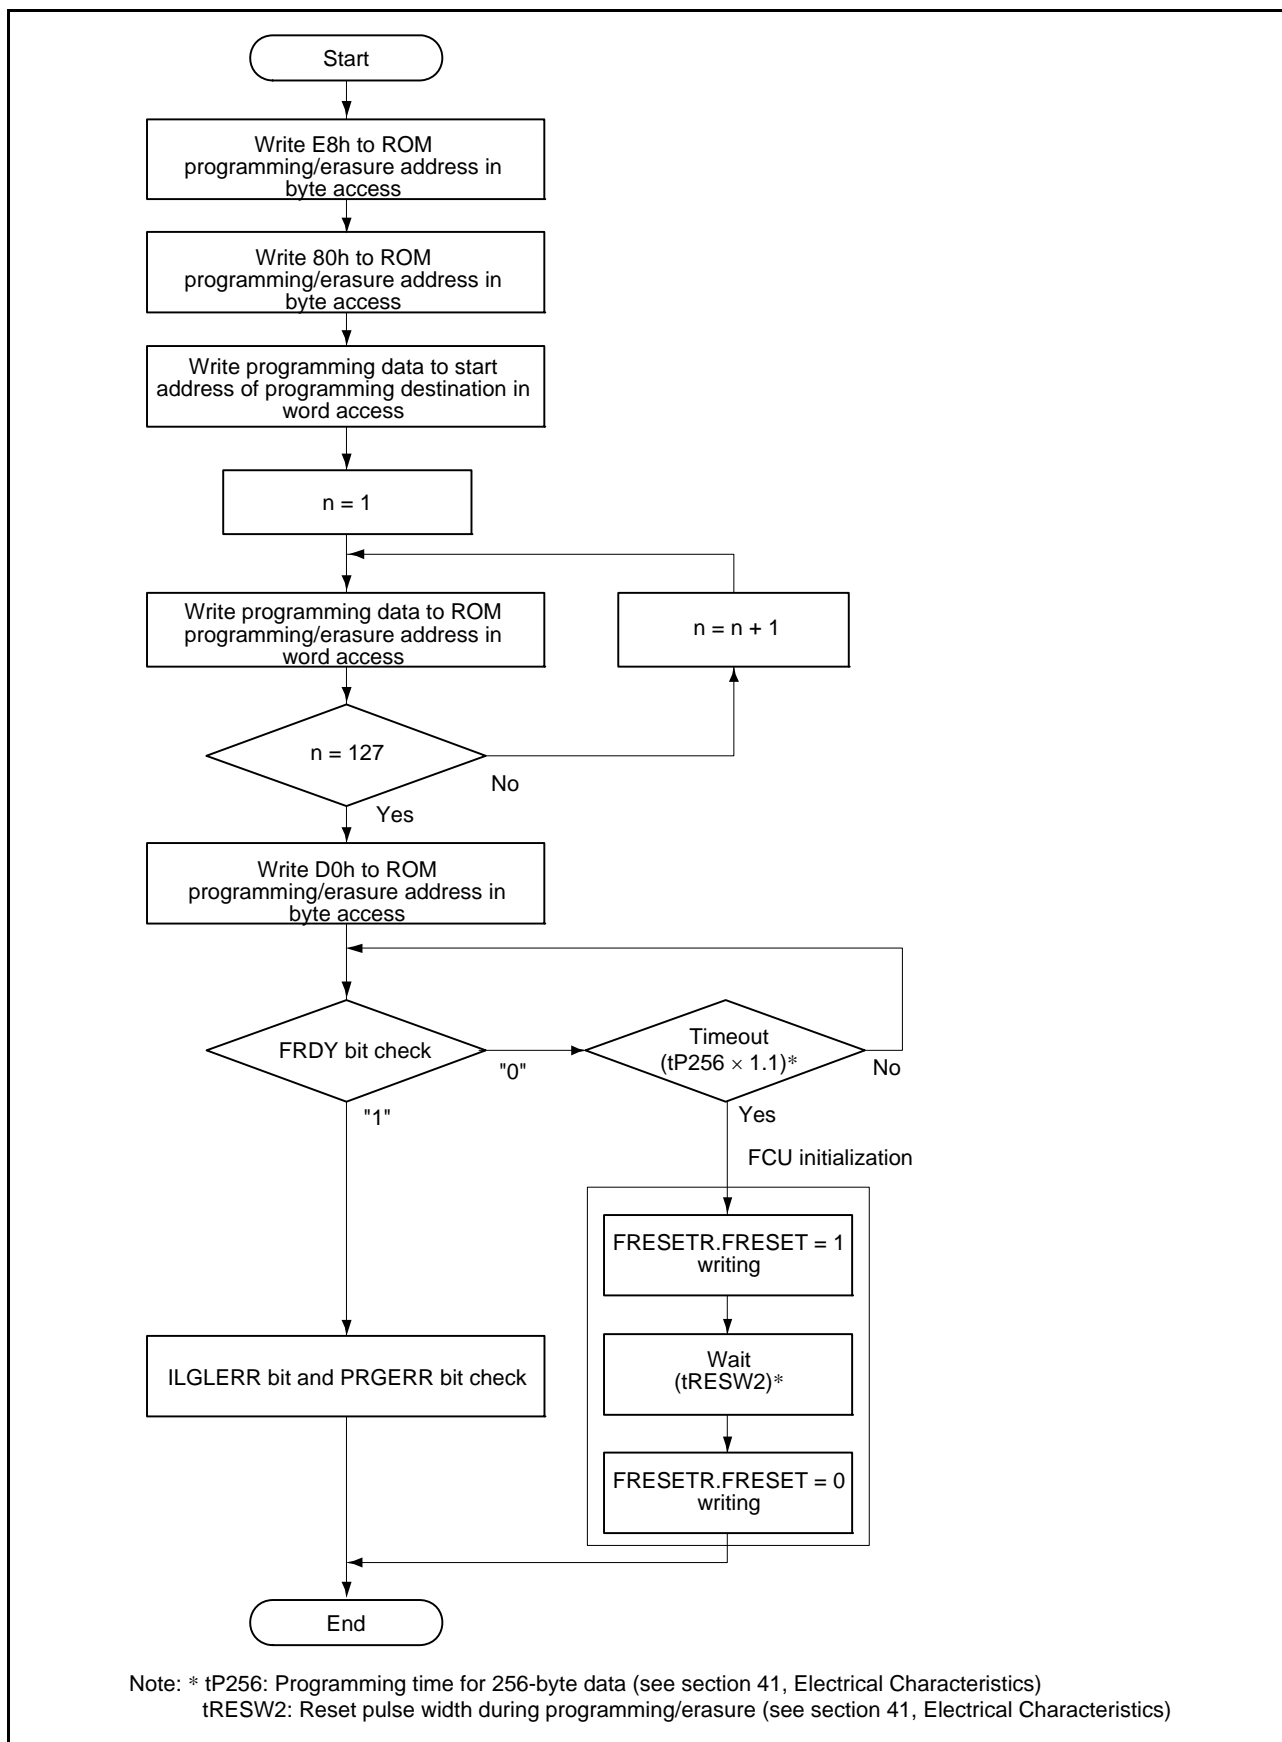 Start
Write E8h to ROM
programming/erasure address in
byte access
Write 80h to ROM
programming/erasure address in
byte access
Write programming data to start
address of programming destination in
word access
n = 1
Write programming data to ROM
programming/erasure address in
word access
n = n + 1
n = 127
No
Yes
Write D0h to ROM
programming/erasure address in
byte access
FRDY bit check
"0"
"1"
Timeout
(tP256 × 1.1)*
No
Yes
FCU initialization
FRESETR.FRESET = 1
writing
Wait
(tRESW2)*
FRESETR.FRESET = 0
writing
ILGLERR bit and PRGERR bit check
End
Note: * tP256: Programming time for 256-byte data (see section 41, Electrical Characteristics)
tRESW2: Reset pulse width during programming/erasure (see section 41, Electrical Characteristics)